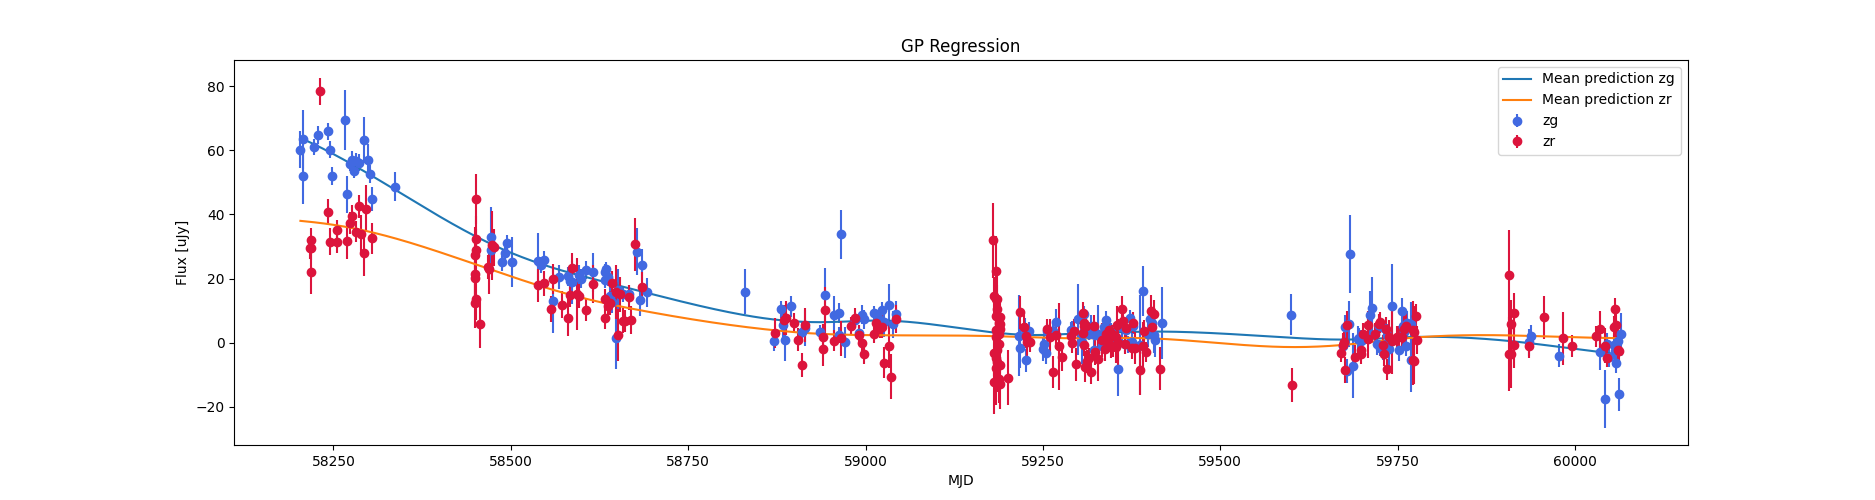 GP Regression
Mean prediction zg
Mean prediction zr
zg
zr
Flux [uJy]
80
60
40
20
0
−20
58250 58500 58750 59000 59250 59500 59750 60000
MJD